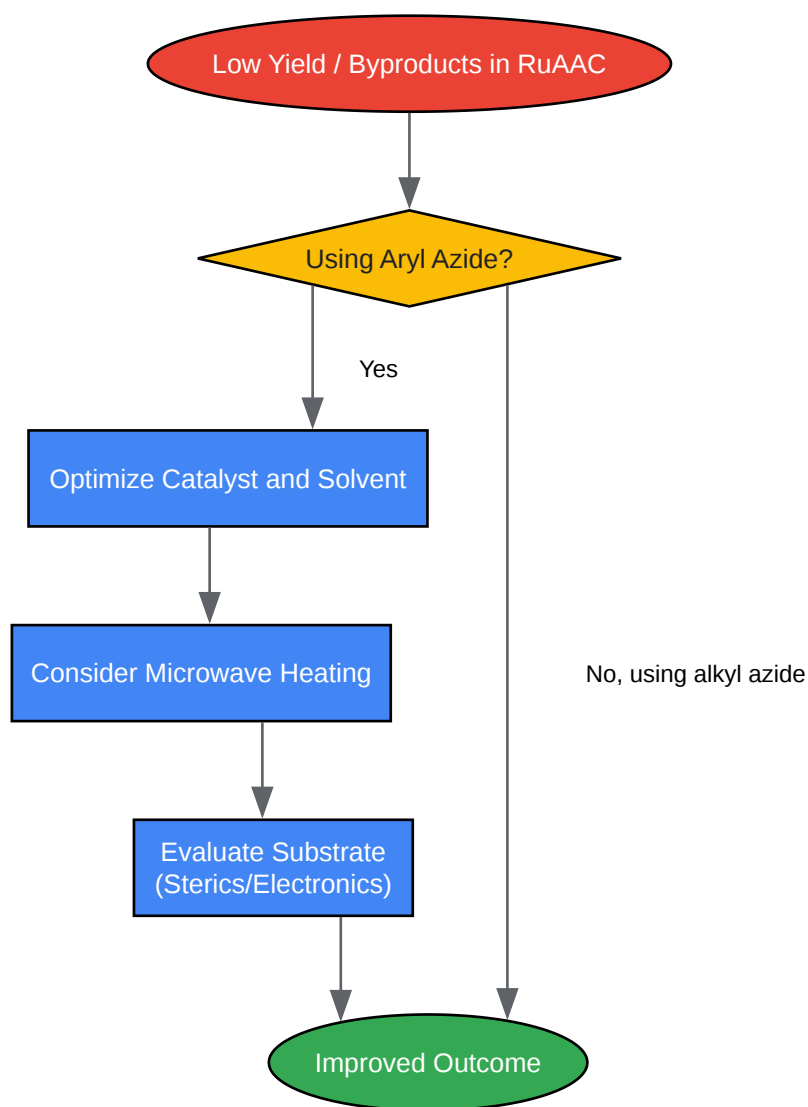 Low Yield / Byproducts in RuAAC
Using Aryl Azide?
Yes
Optimize Catalyst and Solvent
Consider Microwave Heating
No, using alkyl azide
Evaluate Substrate
(Sterics/Electronics)
Improved Outcome